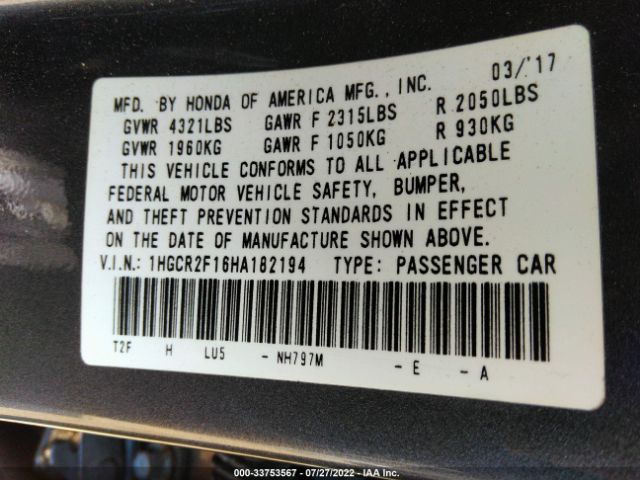 MFD. BY HONDA OF AMERICA MFG., INC. 03/'17
GVWR 4321LBS GAWR F 2315LBS R 2050LBS
GVWR 1960KG GAWR F 1050KG R 930KG
THIS VEHICLE CONFORMS TO ALL APPLICABLE
FEDERAL MOTOR VEHICLE SAFETY, BUMPER,
AND THEFT PREVENTION STANDARDS IN EFFECT
ON THE DATE OF MANUFACTURE SHOWN ABOVE.
V.I.N.: 1HGCR2F16HA182194 TYPE: PASSENGER CAR
T2F H LU5 - NH797M - E - A
000-33753567 - 07/27/2022 - IAA Inc.